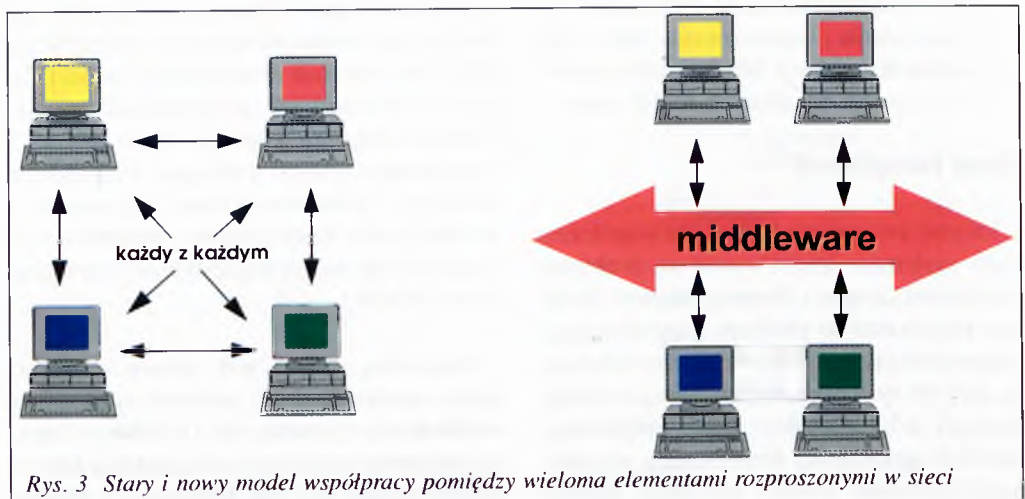 każdy z każdym
middleware
Rys. 3 Stary i nowy model współpracy pomiędzy wieloma elementami rozproszonymi w sieci